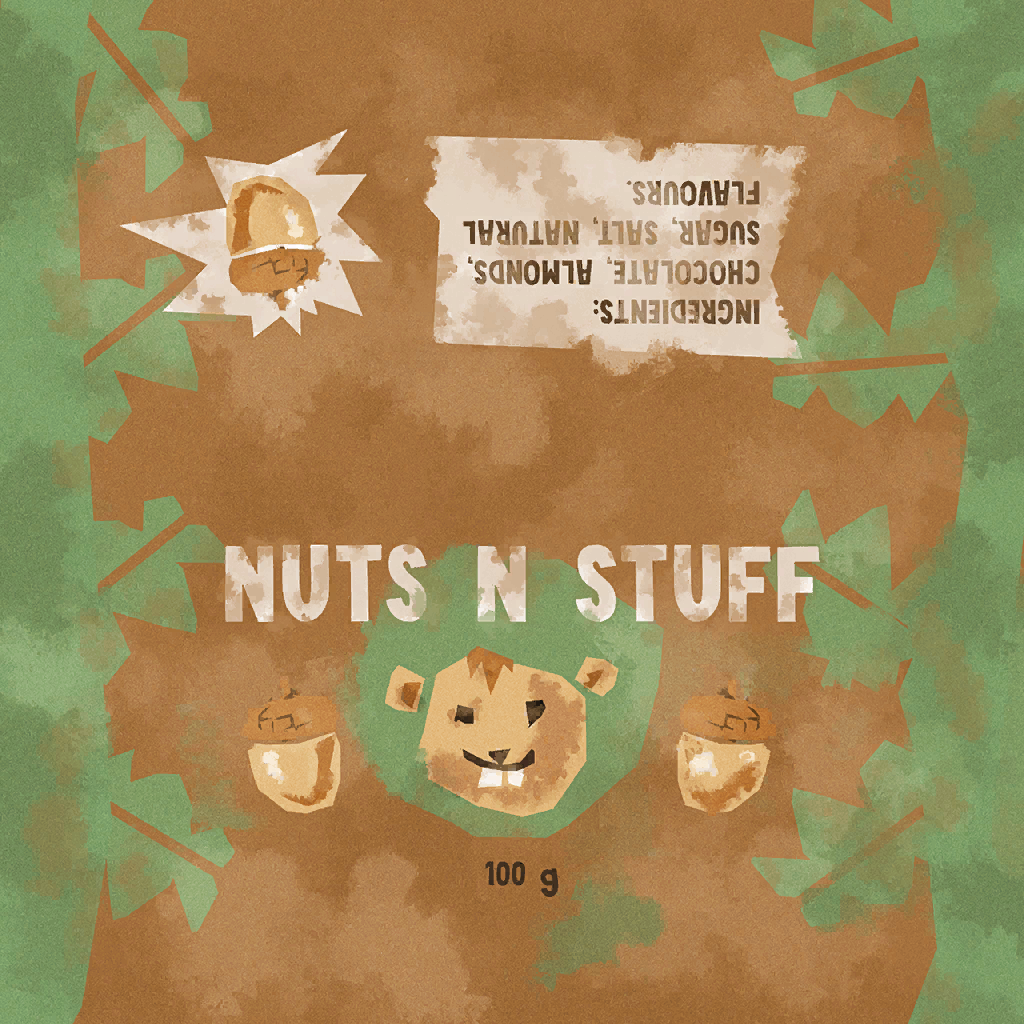 INGREDIENTS:
CHOCOLATE, ALMONDS,
SUGAR, SALT, NATURAL
FLAVOURS.
NUTS N STUFF
100 g